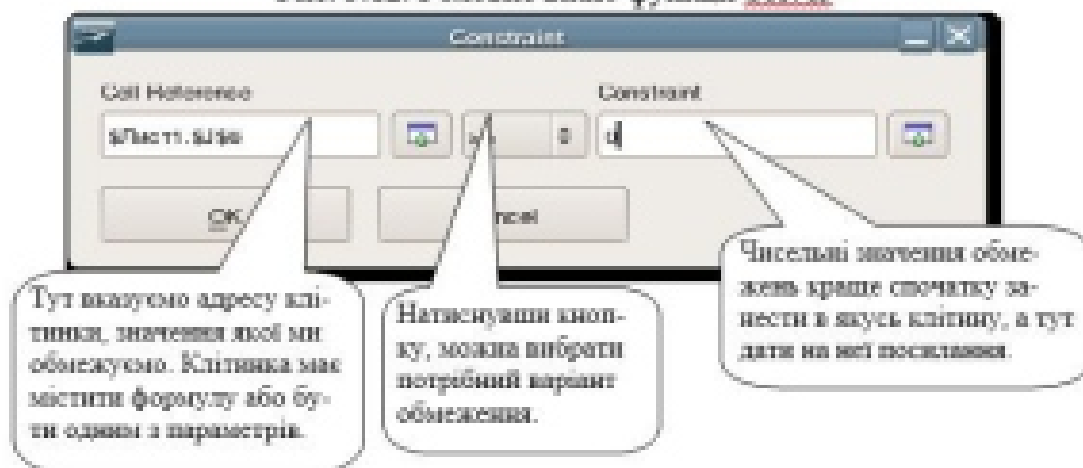 Constraint
Cell Reference
Constraint
OK
Тут вказуємо адресу клі-
тинки, значення якої ми
обмежуємо. Клітинка має
містити формулу або бу-
ти одним з параметрів.
Натиснувши кноп-
ку, можна вибрати
потрібний варіант
обмеження.
Чисельні значення обме-
жень краще спочатку за-
нести в якусь клітину, а тут
дати на неї посилання.